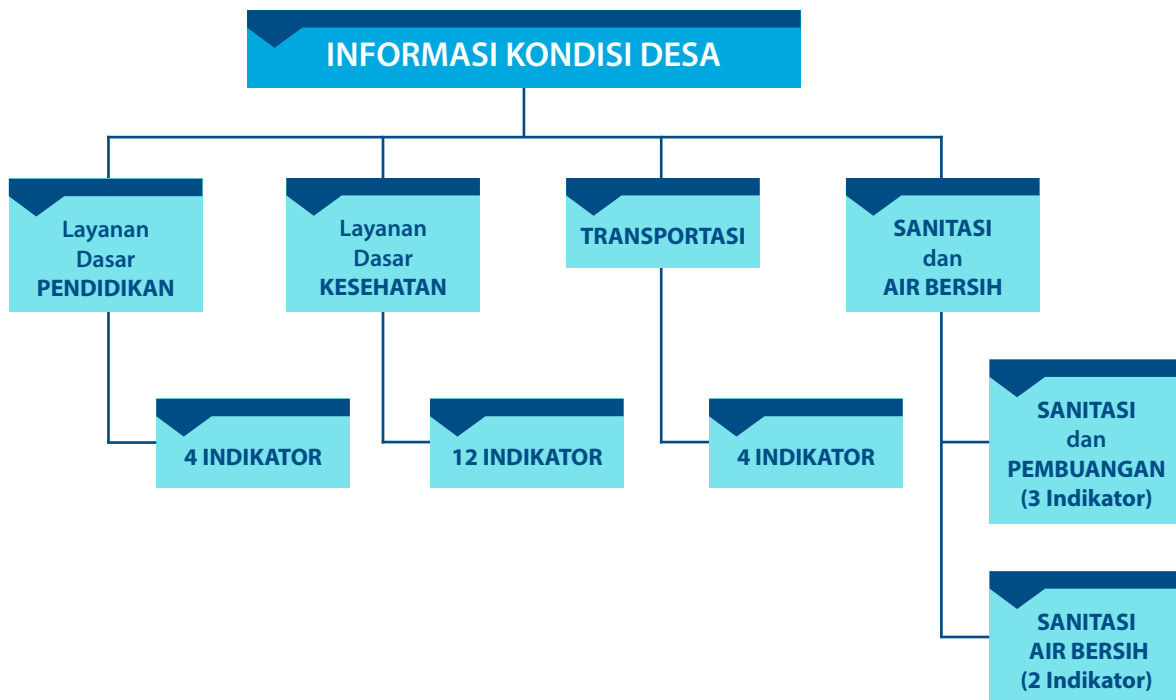 INFORMASI KONDISI DESA
Layanan
Dasar
PENDIDIKAN
Layanan
Dasar
KESEHATAN
TRANSPORTASI
SANITASI
dan
AIR BERSIH
4 INDIKATOR
12 INDIKATOR
4 INDIKATOR
SANITASI
dan
PEMBUANGAN
(3 Indikator)
SANITASI
AIR BERSIH
(2 Indikator)